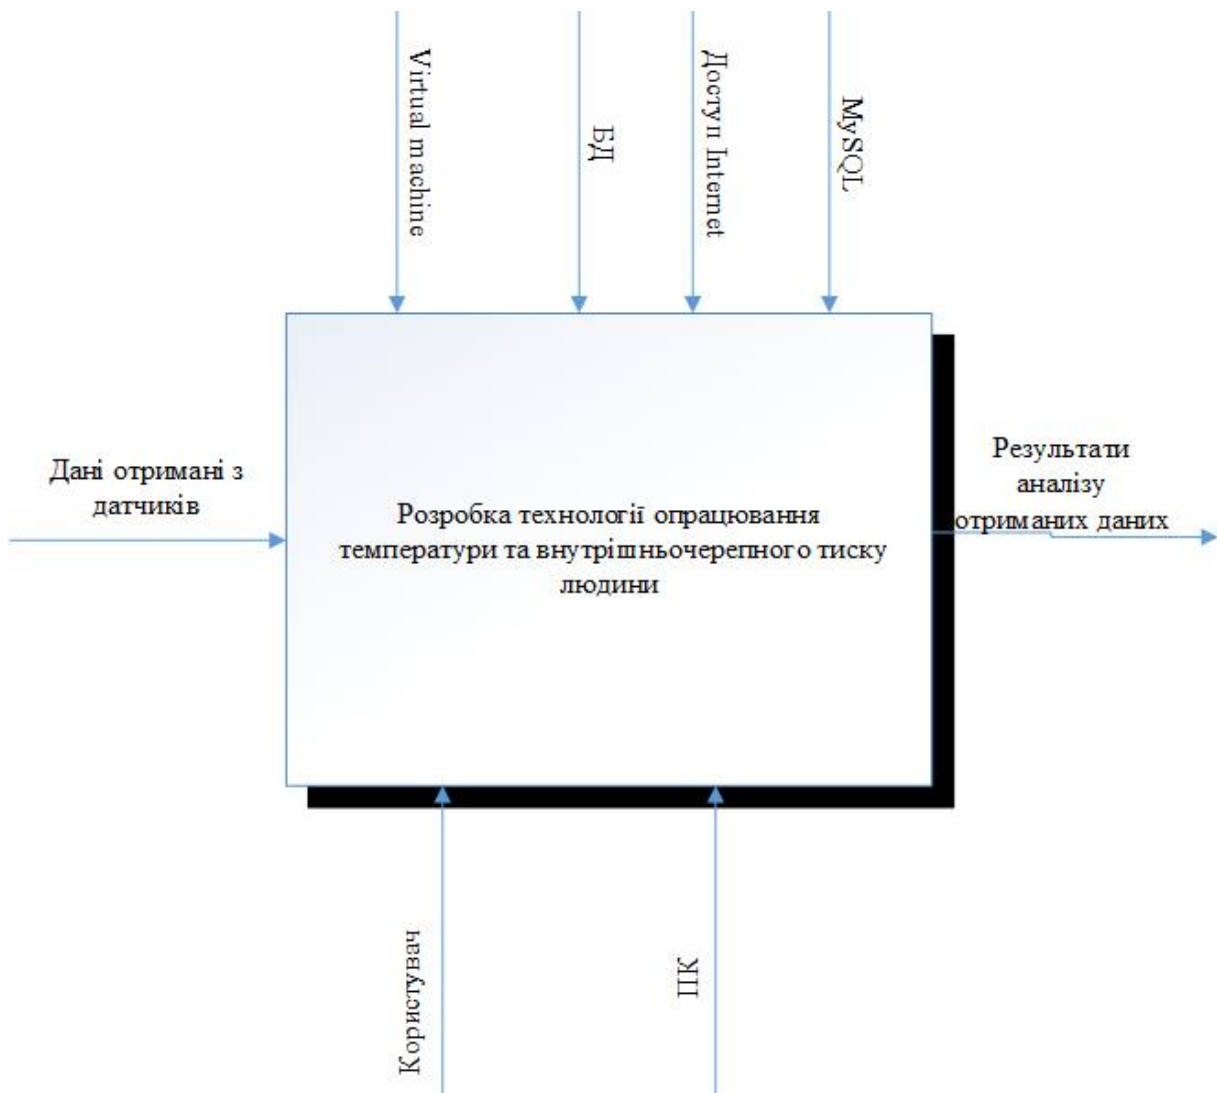 Virtual machine
БД
Доступ Internet
MySQL
Дані отримані з
датчиків
Розробка технології опрацювання
температури та внутрішньочерепного тиску
людини
Результати
аналізу
отриманих даних
Користувач
ПК